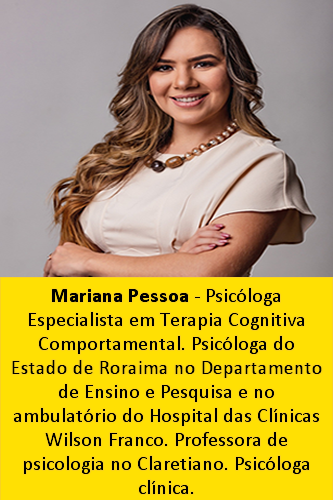 Mariana Pessoa - Psicóloga
Especialista em Terapia Cognitiva
Comportamental. Psicóloga do
Estado de Roraima no Departamento
de Ensino e Pesquisa e no
ambulatório do Hospital das Clínicas
Wilson Franco. Professora de
psicologia no Claretiano. Psicóloga
clínica.